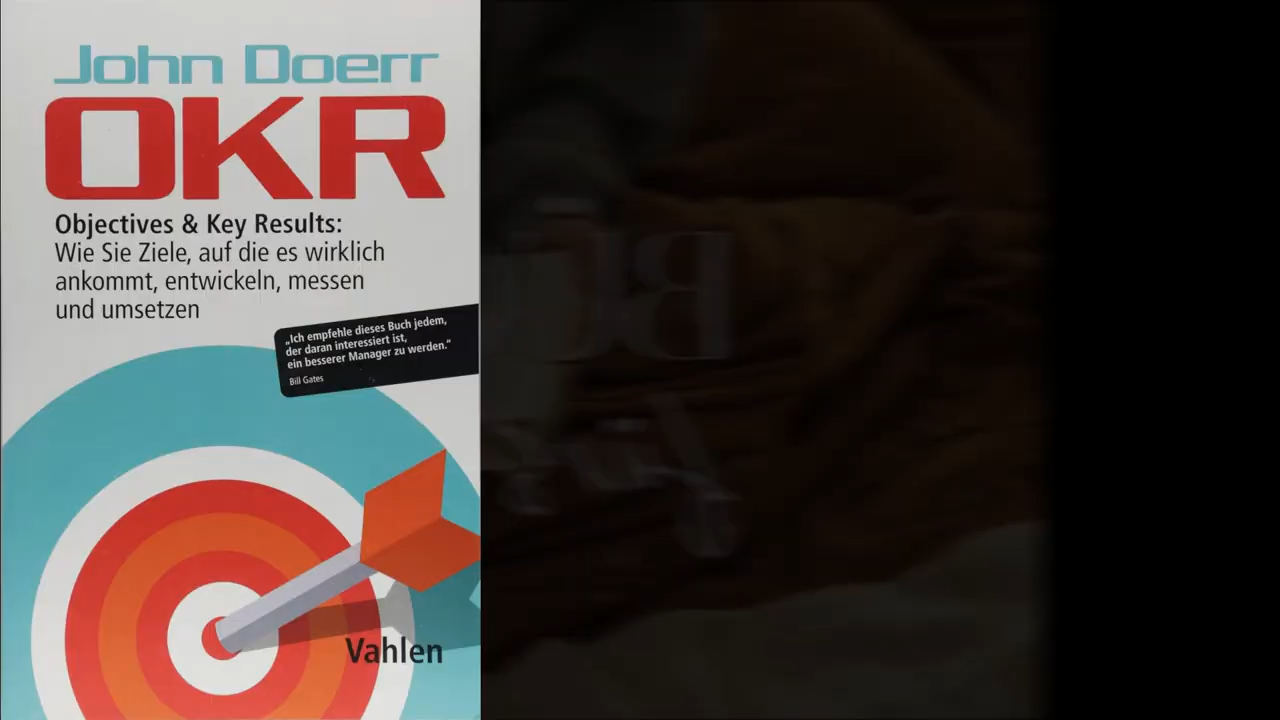 John Doerr
OKR
Objectives & Key Results:
Wie Sie Ziele, auf die es wirklich
ankommt, entwickeln, messen
und umsetzen
„Ich empfehle dieses Buch jedem,
der daran interessiert ist,
ein besserer Manager zu werden.“
Bill Gates
Vahlen